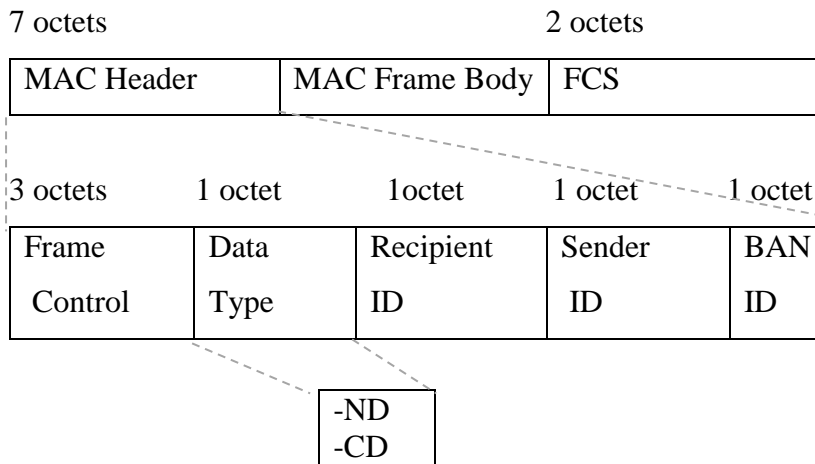 7 octets 2 octets
MAC Header MAC Frame Body FCS
3 octets 1 octet 1octet 1 octet 1 octet
Frame Data Recipient Sender BAN
Control Type ID ID ID
-ND
-CD